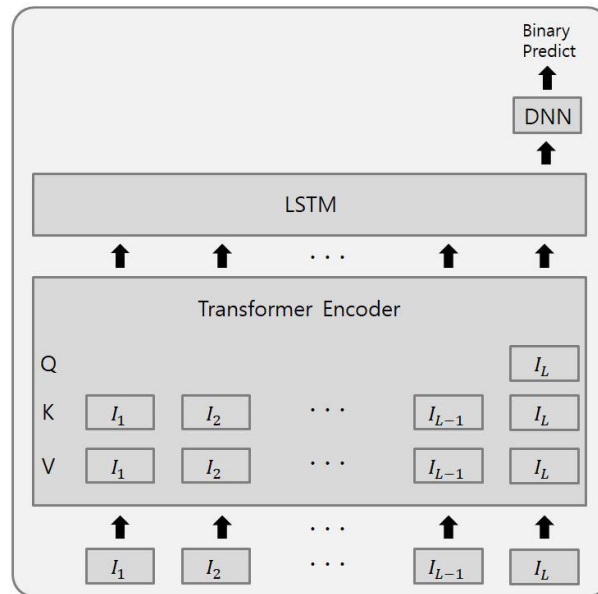 Binary
Predict
DNN
LSTM
. . .
Transformer Encoder
Q I_L
K I_1 I_2 . . . I_{L-1} I_L
V I_1 I_2 . . . I_{L-1} I_L
. . .
I_1 I_2 . . . I_{L-1} I_L